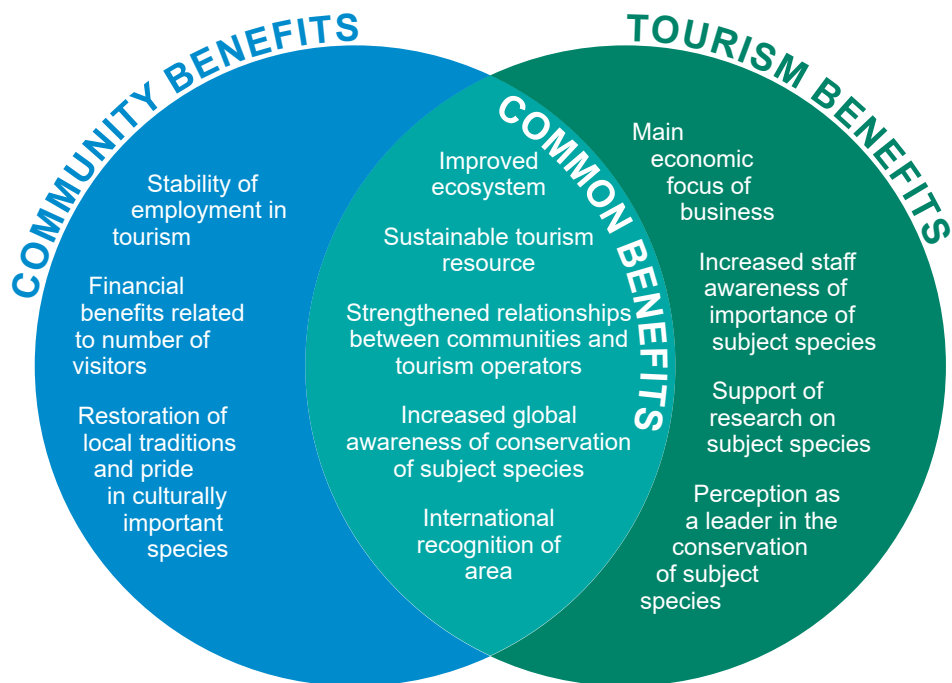 COMMUNITY BENEFITS
Stability of
employment in
tourism
Financial
benefits related
to number of
visitors
Restoration of
local traditions
and pride
in culturally
important
species
COMMON BENEFITS
Improved
ecosystem
Sustainable tourism
resource
Strengthened relationships
between communities and
tourism operators
Increased global
awareness of conservation
of subject species
International
recognition of
area
TOURISM BENEFITS
Main
economic
focus of
business
Increased staff
awareness of
importance of
subject species
Support of
research on
subject species
Perception as
a leader in the
conservation
of subject
species